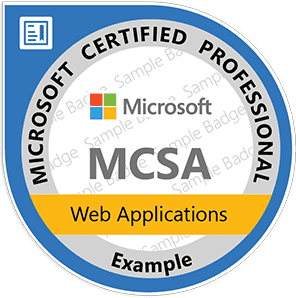 MICROSOFT CERTIFIED PROFESSIONAL
Sample Badge Sample Badge Sample Badge
Microsoft
MCSA
Web Applications
Example